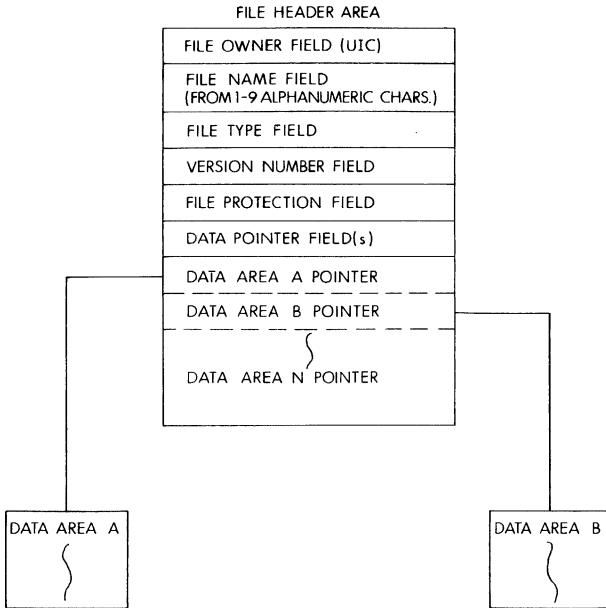 FILE HEADER AREA
FILE OWNER FIELD (UIC)
FILE NAME FIELD
(FROM 1-9 ALPHANUMERIC CHARS.)
FILE TYPE FIELD
VERSION NUMBER FIELD
FILE PROTECTION FIELD
DATA POINTER FIELD(s)
DATA AREA A POINTER
DATA AREA B POINTER
DATA AREA N POINTER
DATA AREA A
DATA AREA B